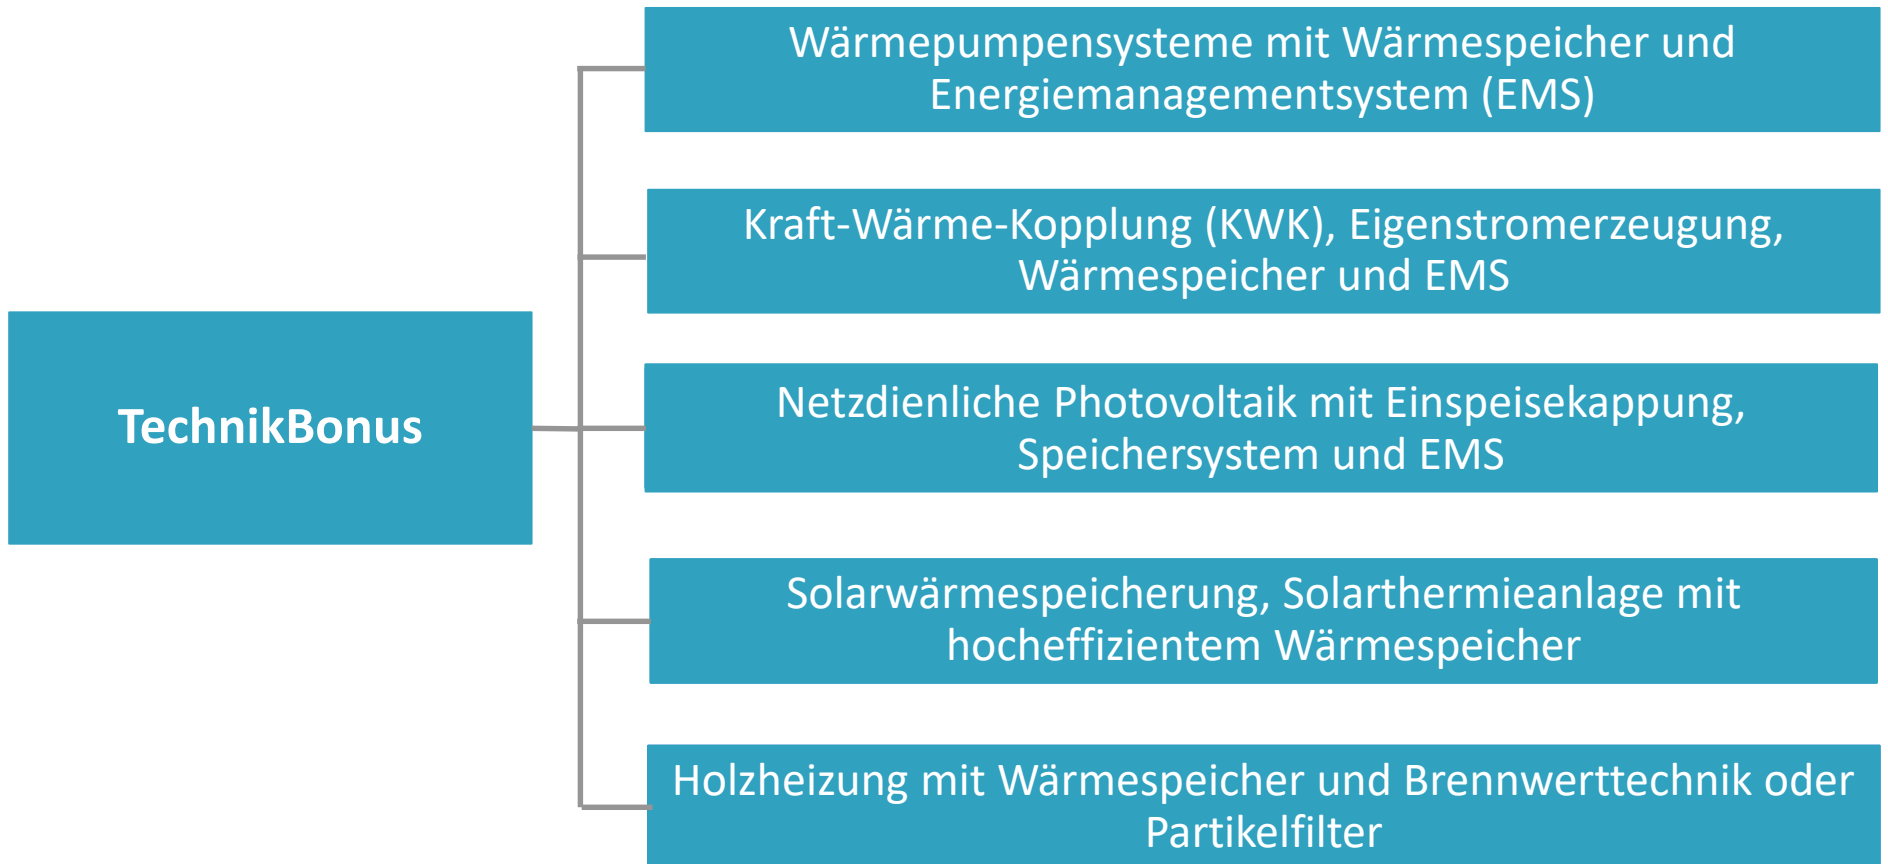 TechnikBonus
Wärmepumpensysteme mit Wärmespeicher und
Energiemanagementsystem (EMS)
Kraft-Wärme-Kopplung (KWK), Eigenstromerzeugung,
Wärmespeicher und EMS
Netzdienliche Photovoltaik mit Einspeisekappung,
Speichersystem und EMS
Solarwärmespeicherung, Solarthermieanlage mit
hocheffizientem Wärmespeicher
Holzheizung mit Wärmespeicher und Brennwerttechnik oder
Partikelfilter